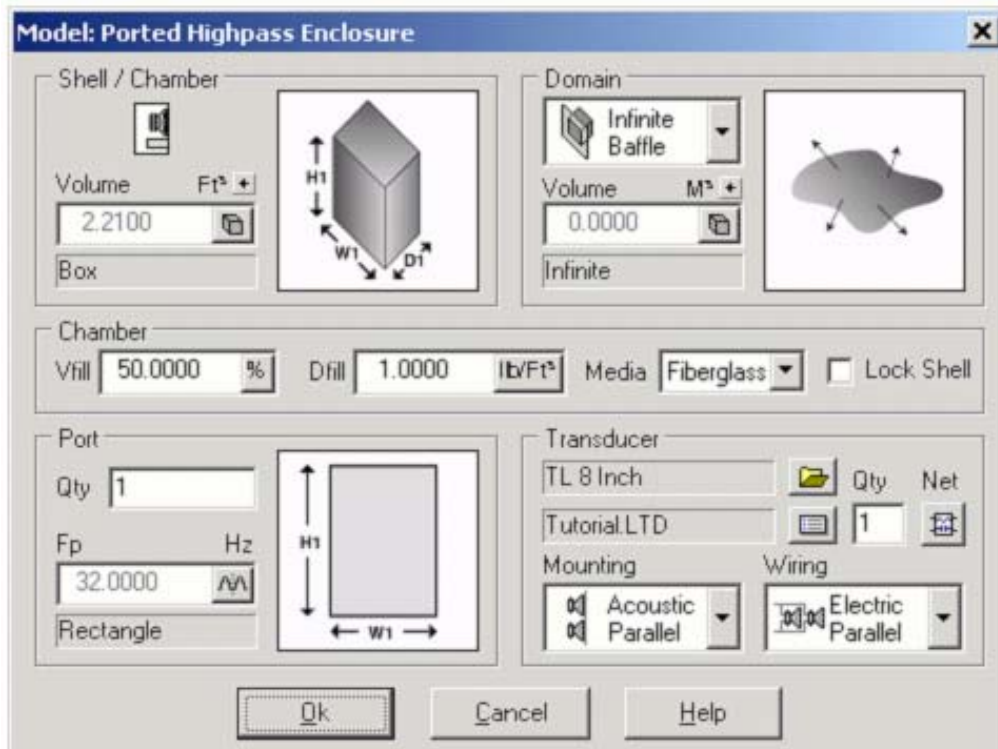 Model: Ported Highpass Enclosure
Shell / Chamber
H1
W1
D1
Volume Ft³
2.2100
Box
Domain
Infinite Baffle
Volume M³
0.0000
Infinite
Chamber
Vfill 50.0000 % Dfill 1.0000 lb/Ft³ Media Fiberglass Lock Shell
Port
Qty 1
Fp Hz
32.0000
Rectangle
H1
W1
Transducer
TL 8 Inch
Qty Net
Tutorial.LTD
1
Mounting Wiring
Acoustic Parallel
Electric Parallel
Ok Cancel Help